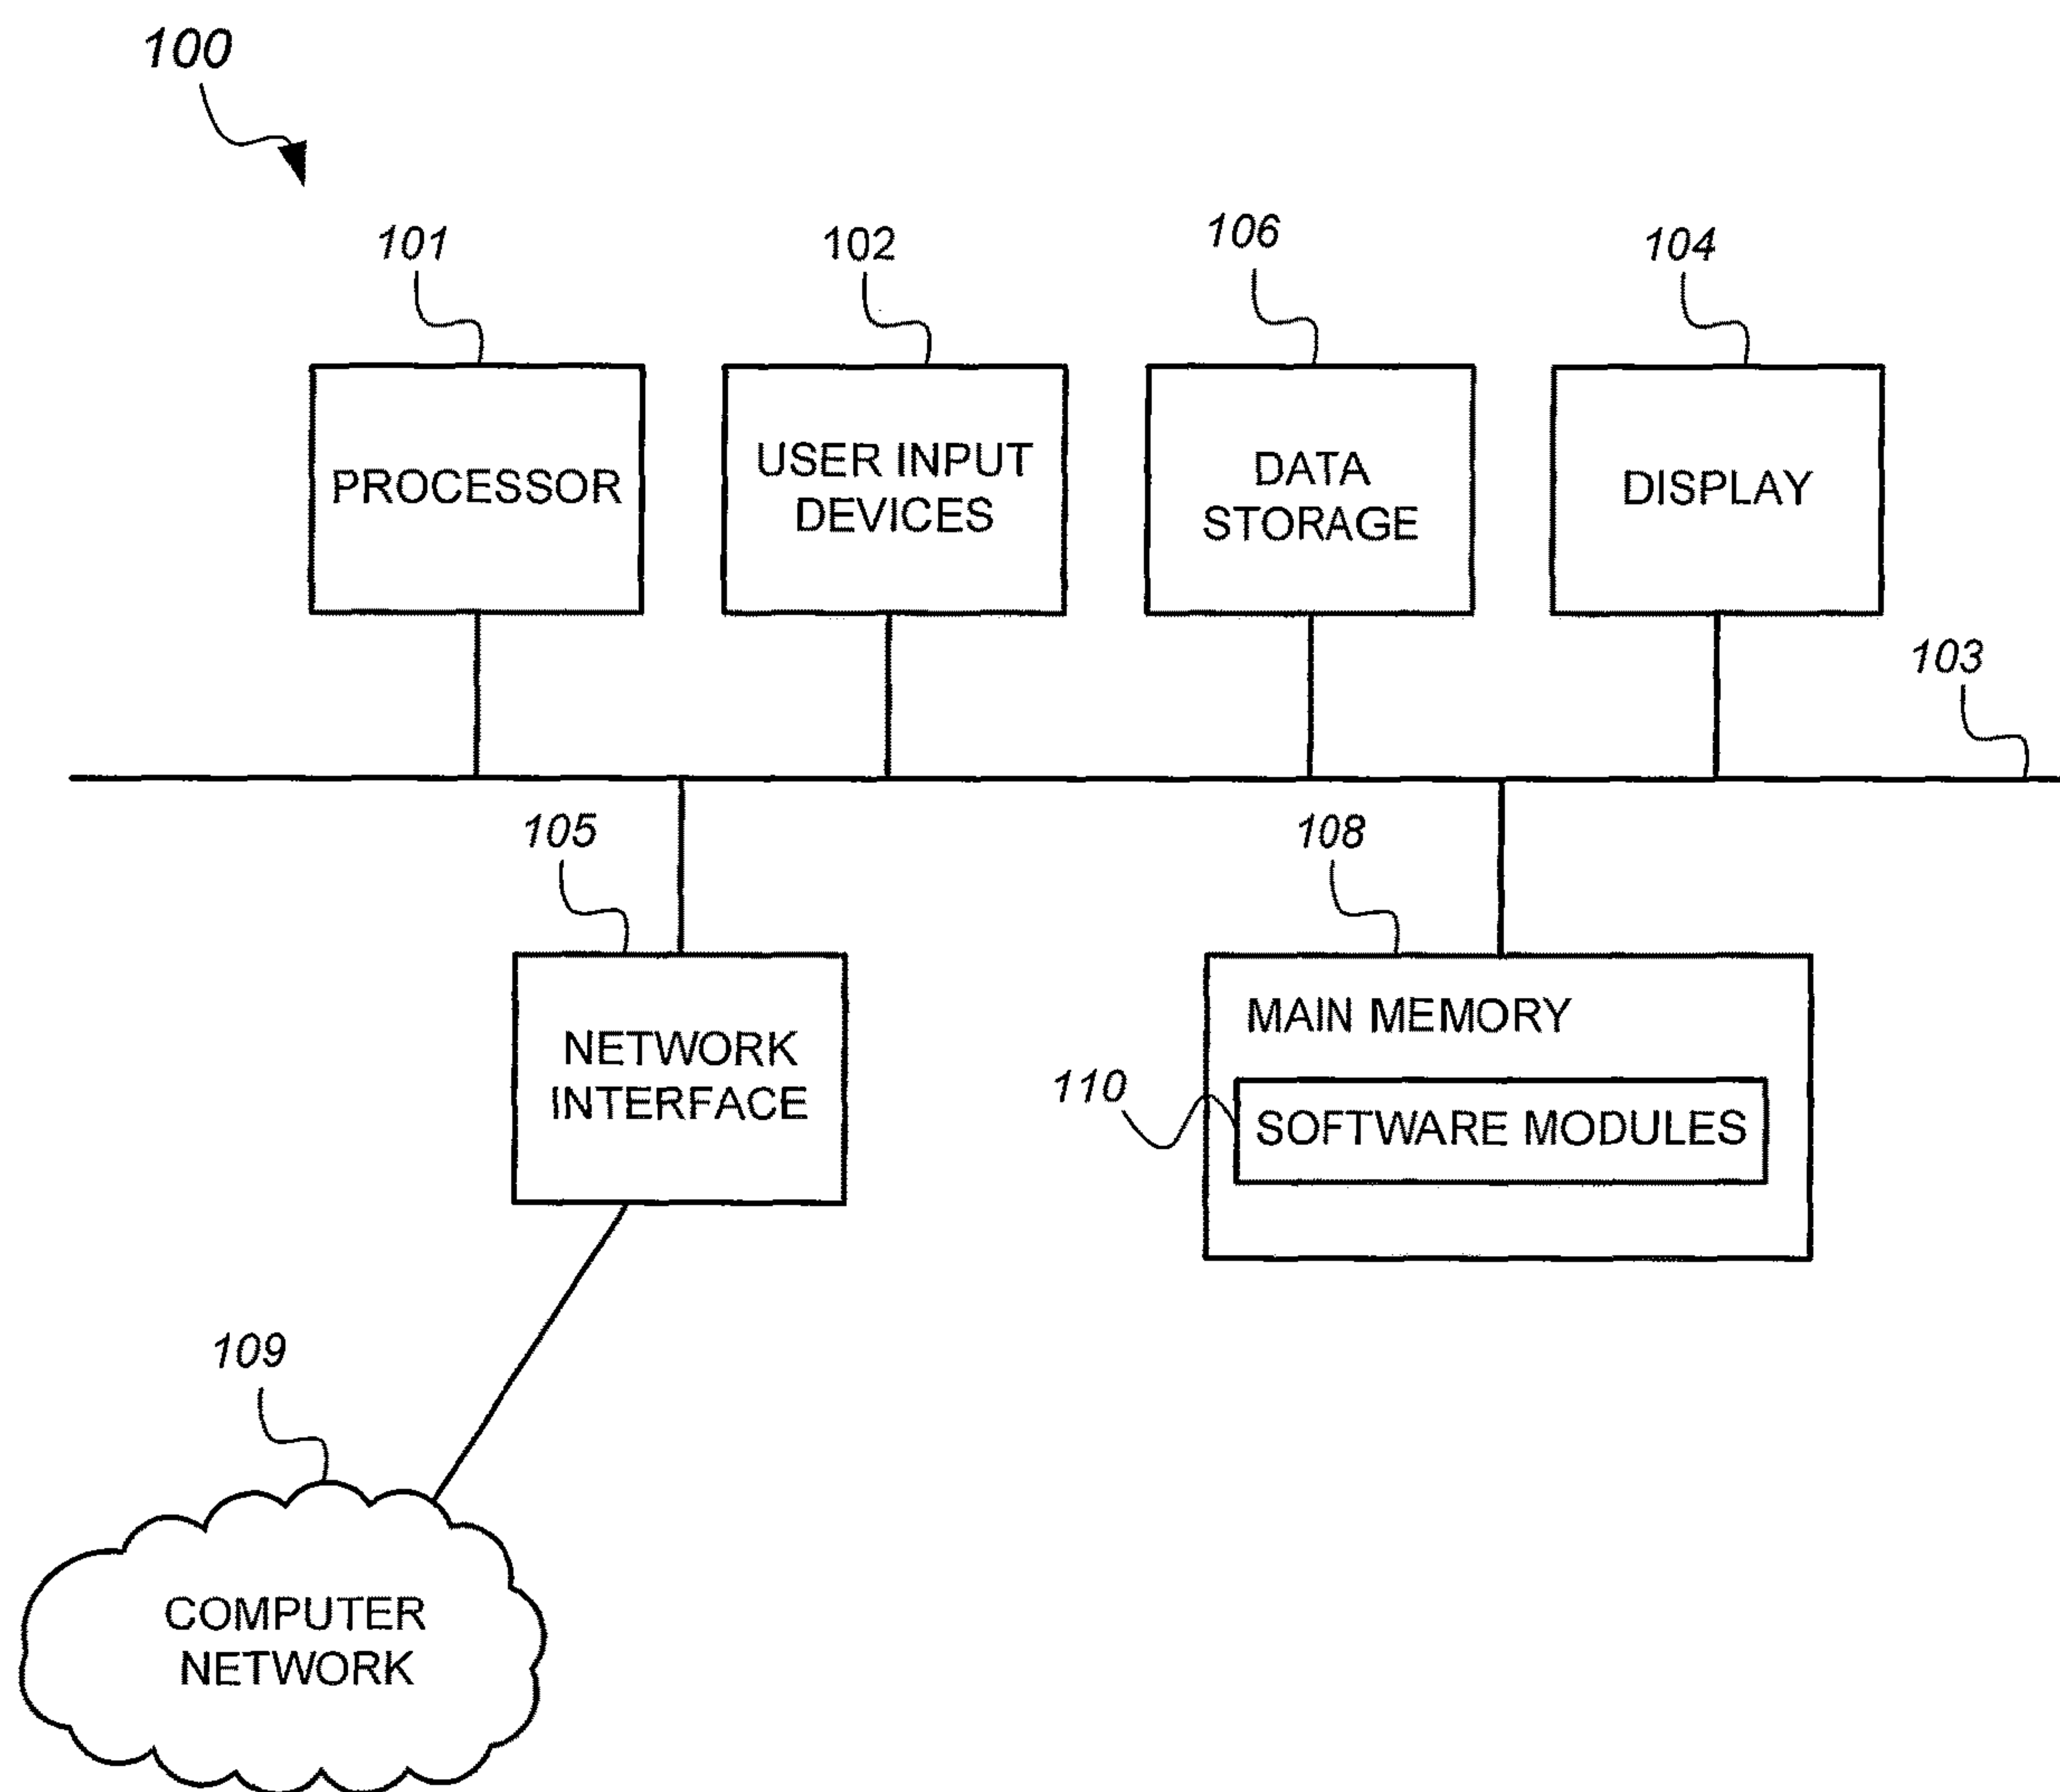 100
101
102
106
104
PROCESSOR
USER INPUT
DEVICES
DATA
STORAGE
DISPLAY
103
105
108
NETWORK
INTERFACE
MAIN MEMORY
110
SOFTWARE MODULES
109
COMPUTER
NETWORK